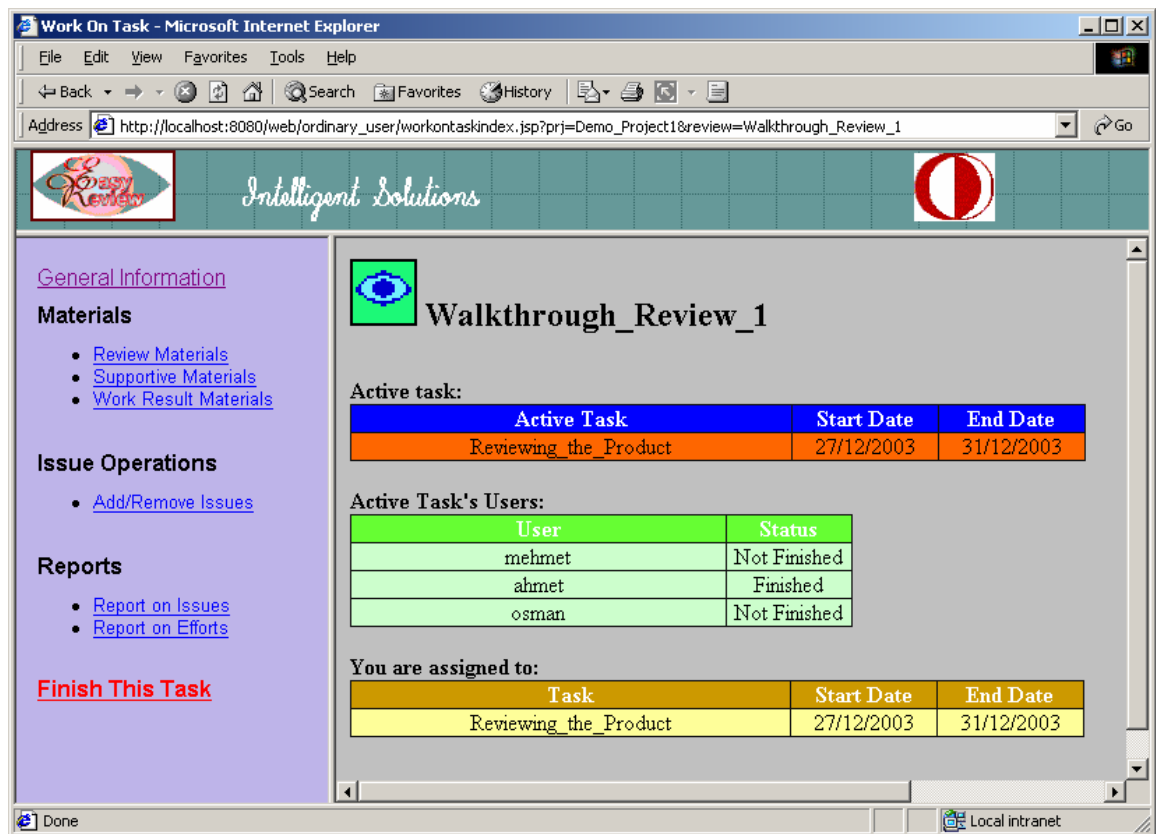 Work On Task - Microsoft Internet Explorer
File Edit View Favorites Tools Help
Back Search Favorites History
Address http://localhost:8080/web/ordinary_user/workontaskindex.jsp?prj=Demo_Project1&review=Walkthrough_Review_1 Go
Easy
Review
Intelligent Solutions
General Information
Materials
Review Materials
Supportive Materials
Work Result Materials
Issue Operations
Add/Remove Issues
Reports
Report on Issues
Report on Efforts
Finish This Task
Walkthrough_Review_1
Active task:
Active Task Start Date End Date
Reviewing_the_Product 27/12/2003 31/12/2003
Active Task's Users:
User Status
mehmet Not Finished
ahmet Finished
osman Not Finished
You are assigned to:
Task Start Date End Date
Reviewing_the_Product 27/12/2003 31/12/2003
Done Local intranet